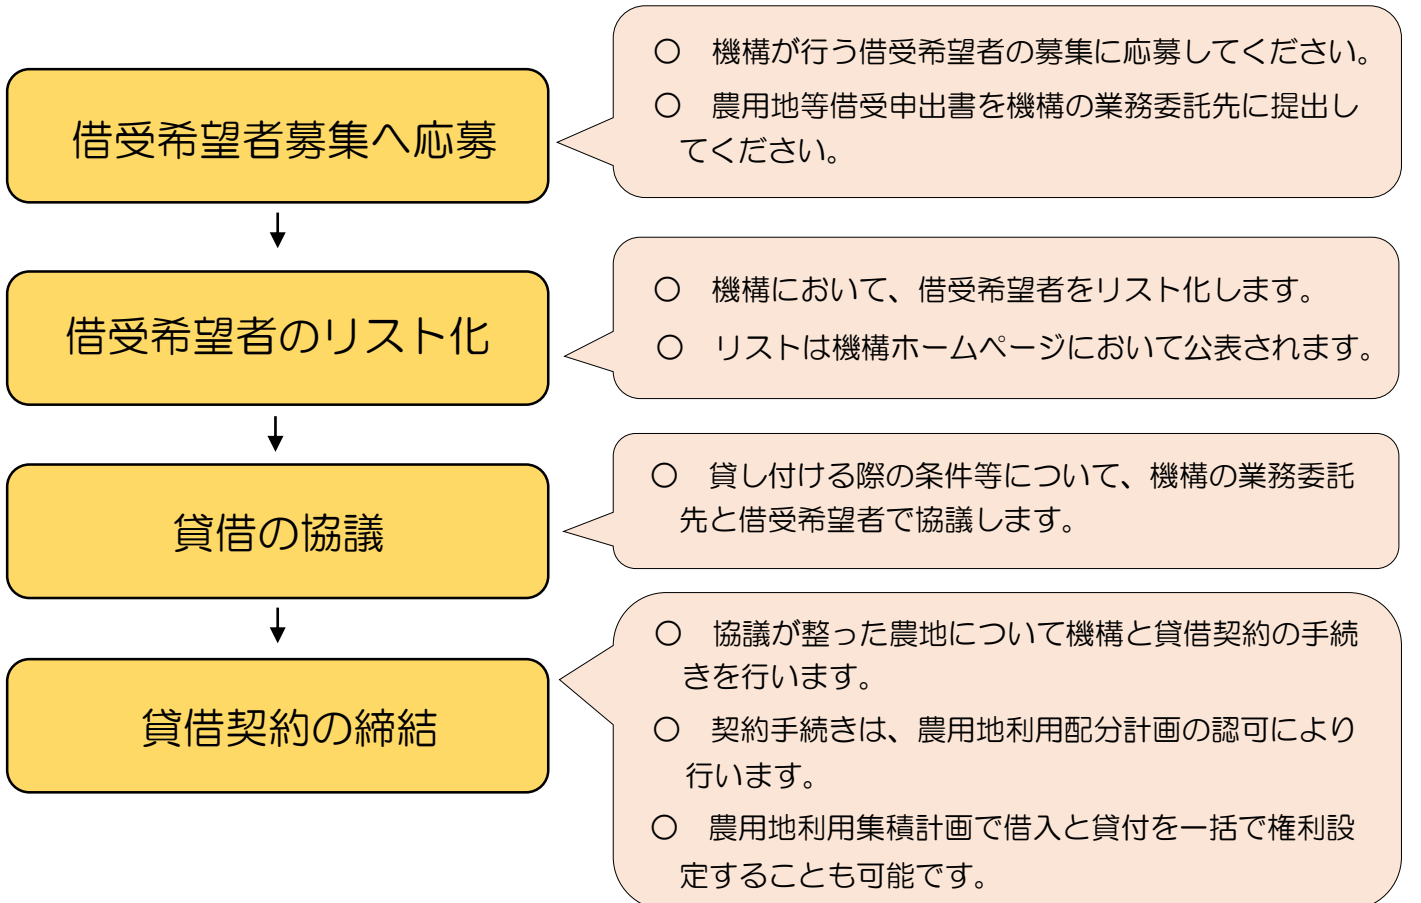 借受希望者募集へ応募
○　機構が行う借受希望者の募集に応募してください。
○　農用地等借受申出書を機構の業務委託先に提出し
てください。
借受希望者のリスト化
○　機構において、借受希望者をリスト化します。
○　リストは機構ホームページにおいて公表されます。
貸借の協議
○　貸し付ける際の条件等について、機構の業務委託
先と借受希望者で協議します。
貸借契約の締結
○　協議が整った農地について機構と貸借契約の手続
きを行います。
○　契約手続きは、農用地利用配分計画の認可により
行います。
○　農用地利用集積計画で借入と貸付を一括で権利設
定することも可能です。